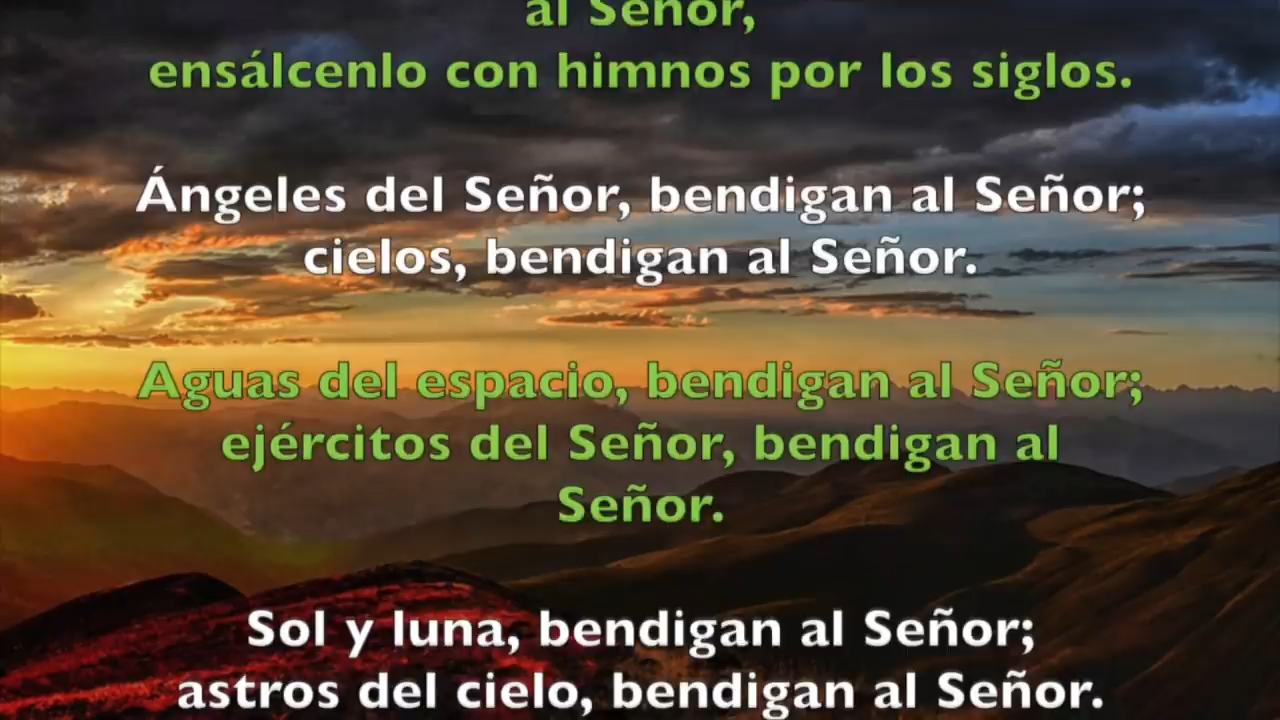 al Señor,
ensálcenlo con himnos por los siglos.
Ángeles del Señor, bendigan al Señor;
cielos, bendigan al Señor.
Aguas del espacio, bendigan al Señor;
ejércitos del Señor, bendigan al
Señor.
Sol y luna, bendigan al Señor;
astros del cielo, bendigan al Señor.